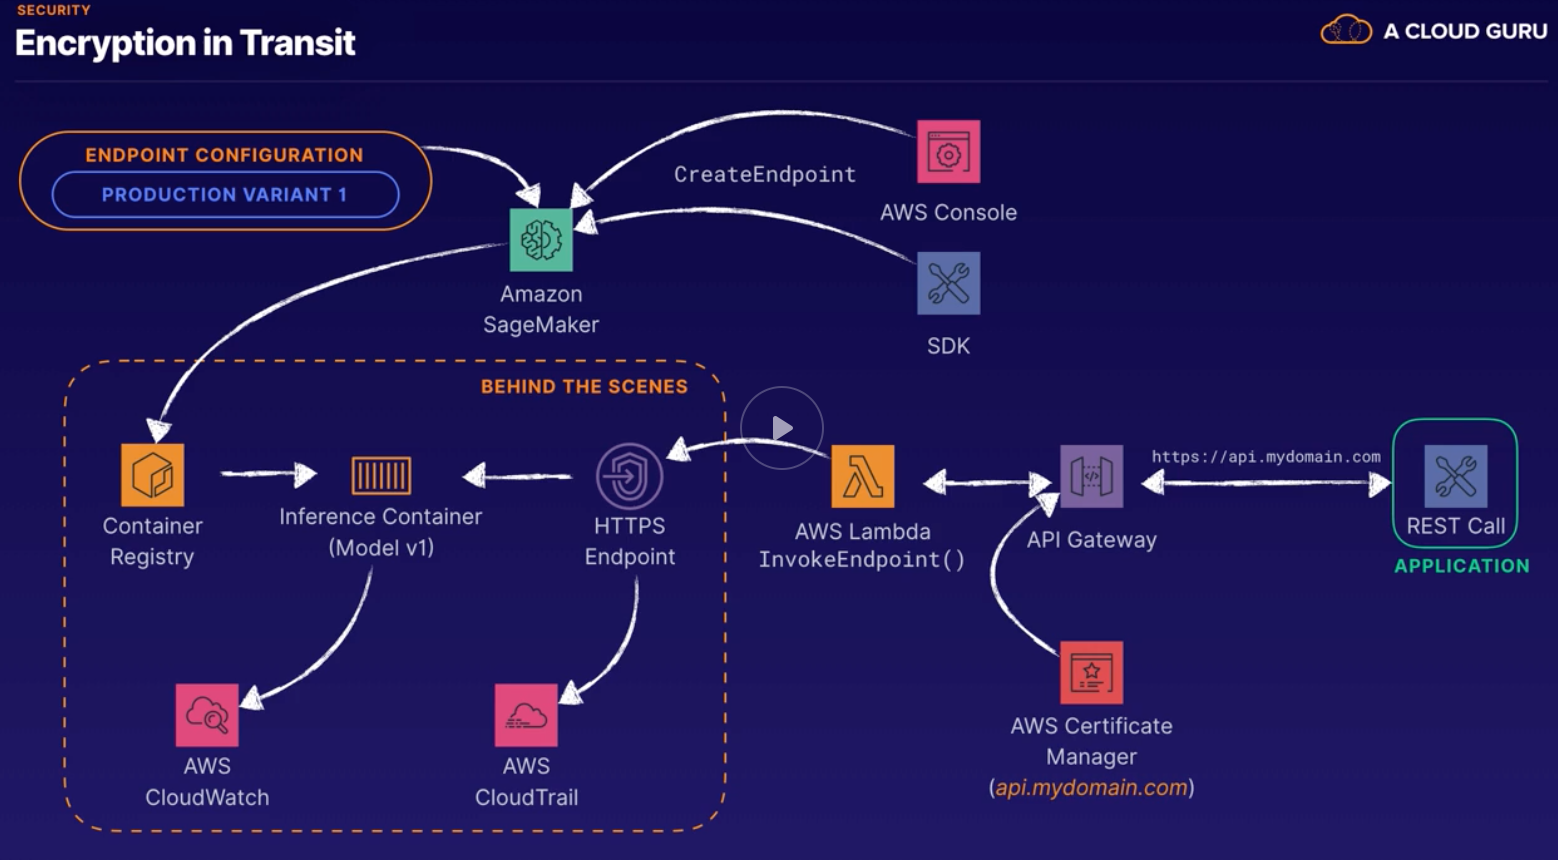 SECURITY
Encryption in Transit
A CLOUD GURU
ENDPOINT CONFIGURATION
PRODUCTION VARIANT 1
CreateEndpoint
AWS Console
SDK
Amazon
SageMaker
BEHIND THE SCENES
Container
Registry
Inference Container
(Model v1)
HTTPS
Endpoint
AWS Lambda
InvokeEndpoint()
API Gateway
https://api.mydomain.com
REST Call
APPLICATION
AWS
CloudWatch
AWS
CloudTrail
AWS Certificate
Manager
(api.mydomain.com)